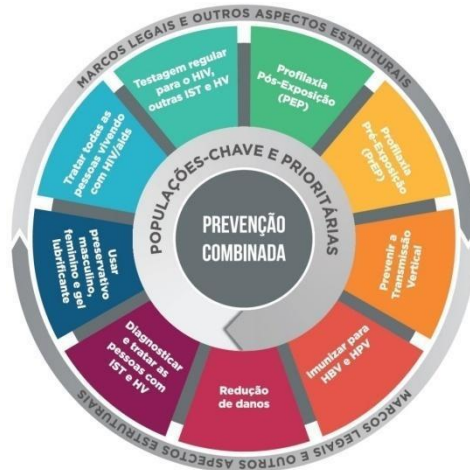 MARCOS LEGAIS E OUTROS ASPECTOS ESTRUTURAIS
Testagem regular
para o HIV,
outras IST e HV
Profilaxia
Pós-Exposição
(PEP)
Profilaxia
Pré-Exposição
(PrEP)
Prevenir a
Transmissão
Vertical
Imunizar para
HBV e HPV
Redução
de danos
Diagnosticar
e tratar as
pessoas com
IST e HV
Usar
preservativo
masculino,
feminino e gel
lubrificante
Tratar todas as
pessoas vivendo
com HIV/aids
POPULAÇÕES-CHAVE E PRIORITÁRIAS
PREVENÇÃO
COMBINADA
MARCOS LEGAIS E OUTROS ASPECTOS ESTRUTURAIS